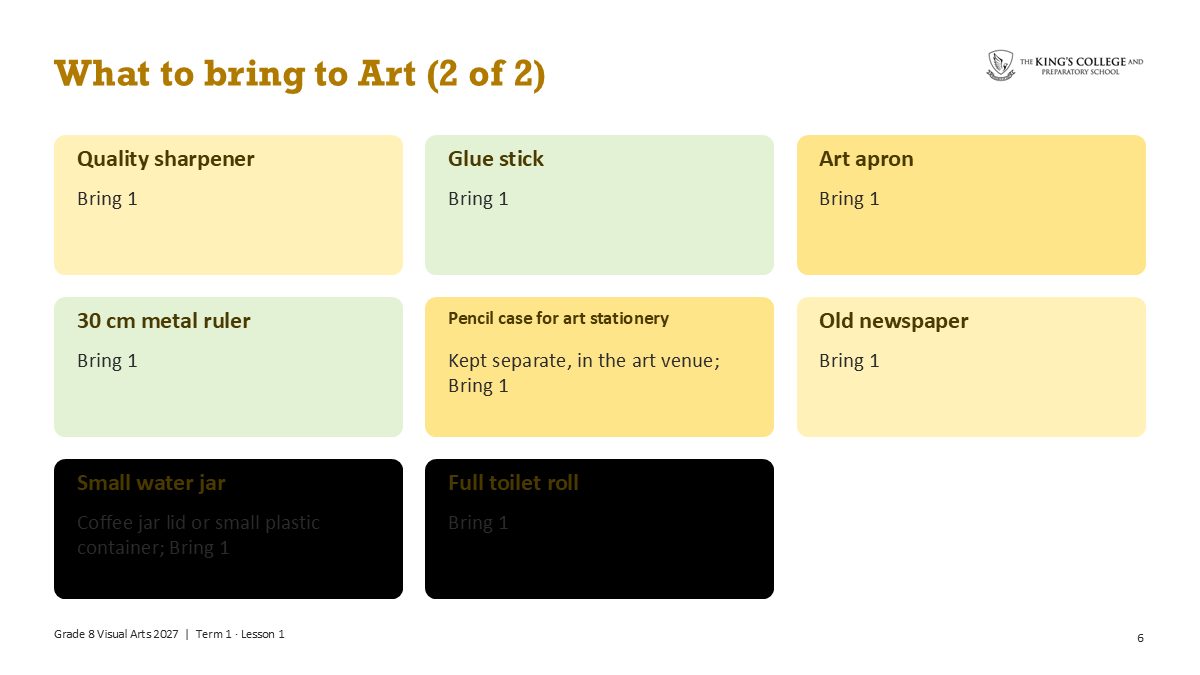 What to bring to Art (2 of 2)
THE KING'S COLLEGE AND
PREPARATORY SCHOOL
Quality sharpener
Bring 1
Glue stick
Bring 1
Art apron
Bring 1
30 cm metal ruler
Bring 1
Pencil case for art stationery
Kept separate, in the art venue;
Bring 1
Old newspaper
Bring 1
Small water jar
Coffee jar lid or small plastic
container; Bring 1
Full toilet roll
Bring 1
Grade 8 Visual Arts 2027 | Term 1 · Lesson 1
6